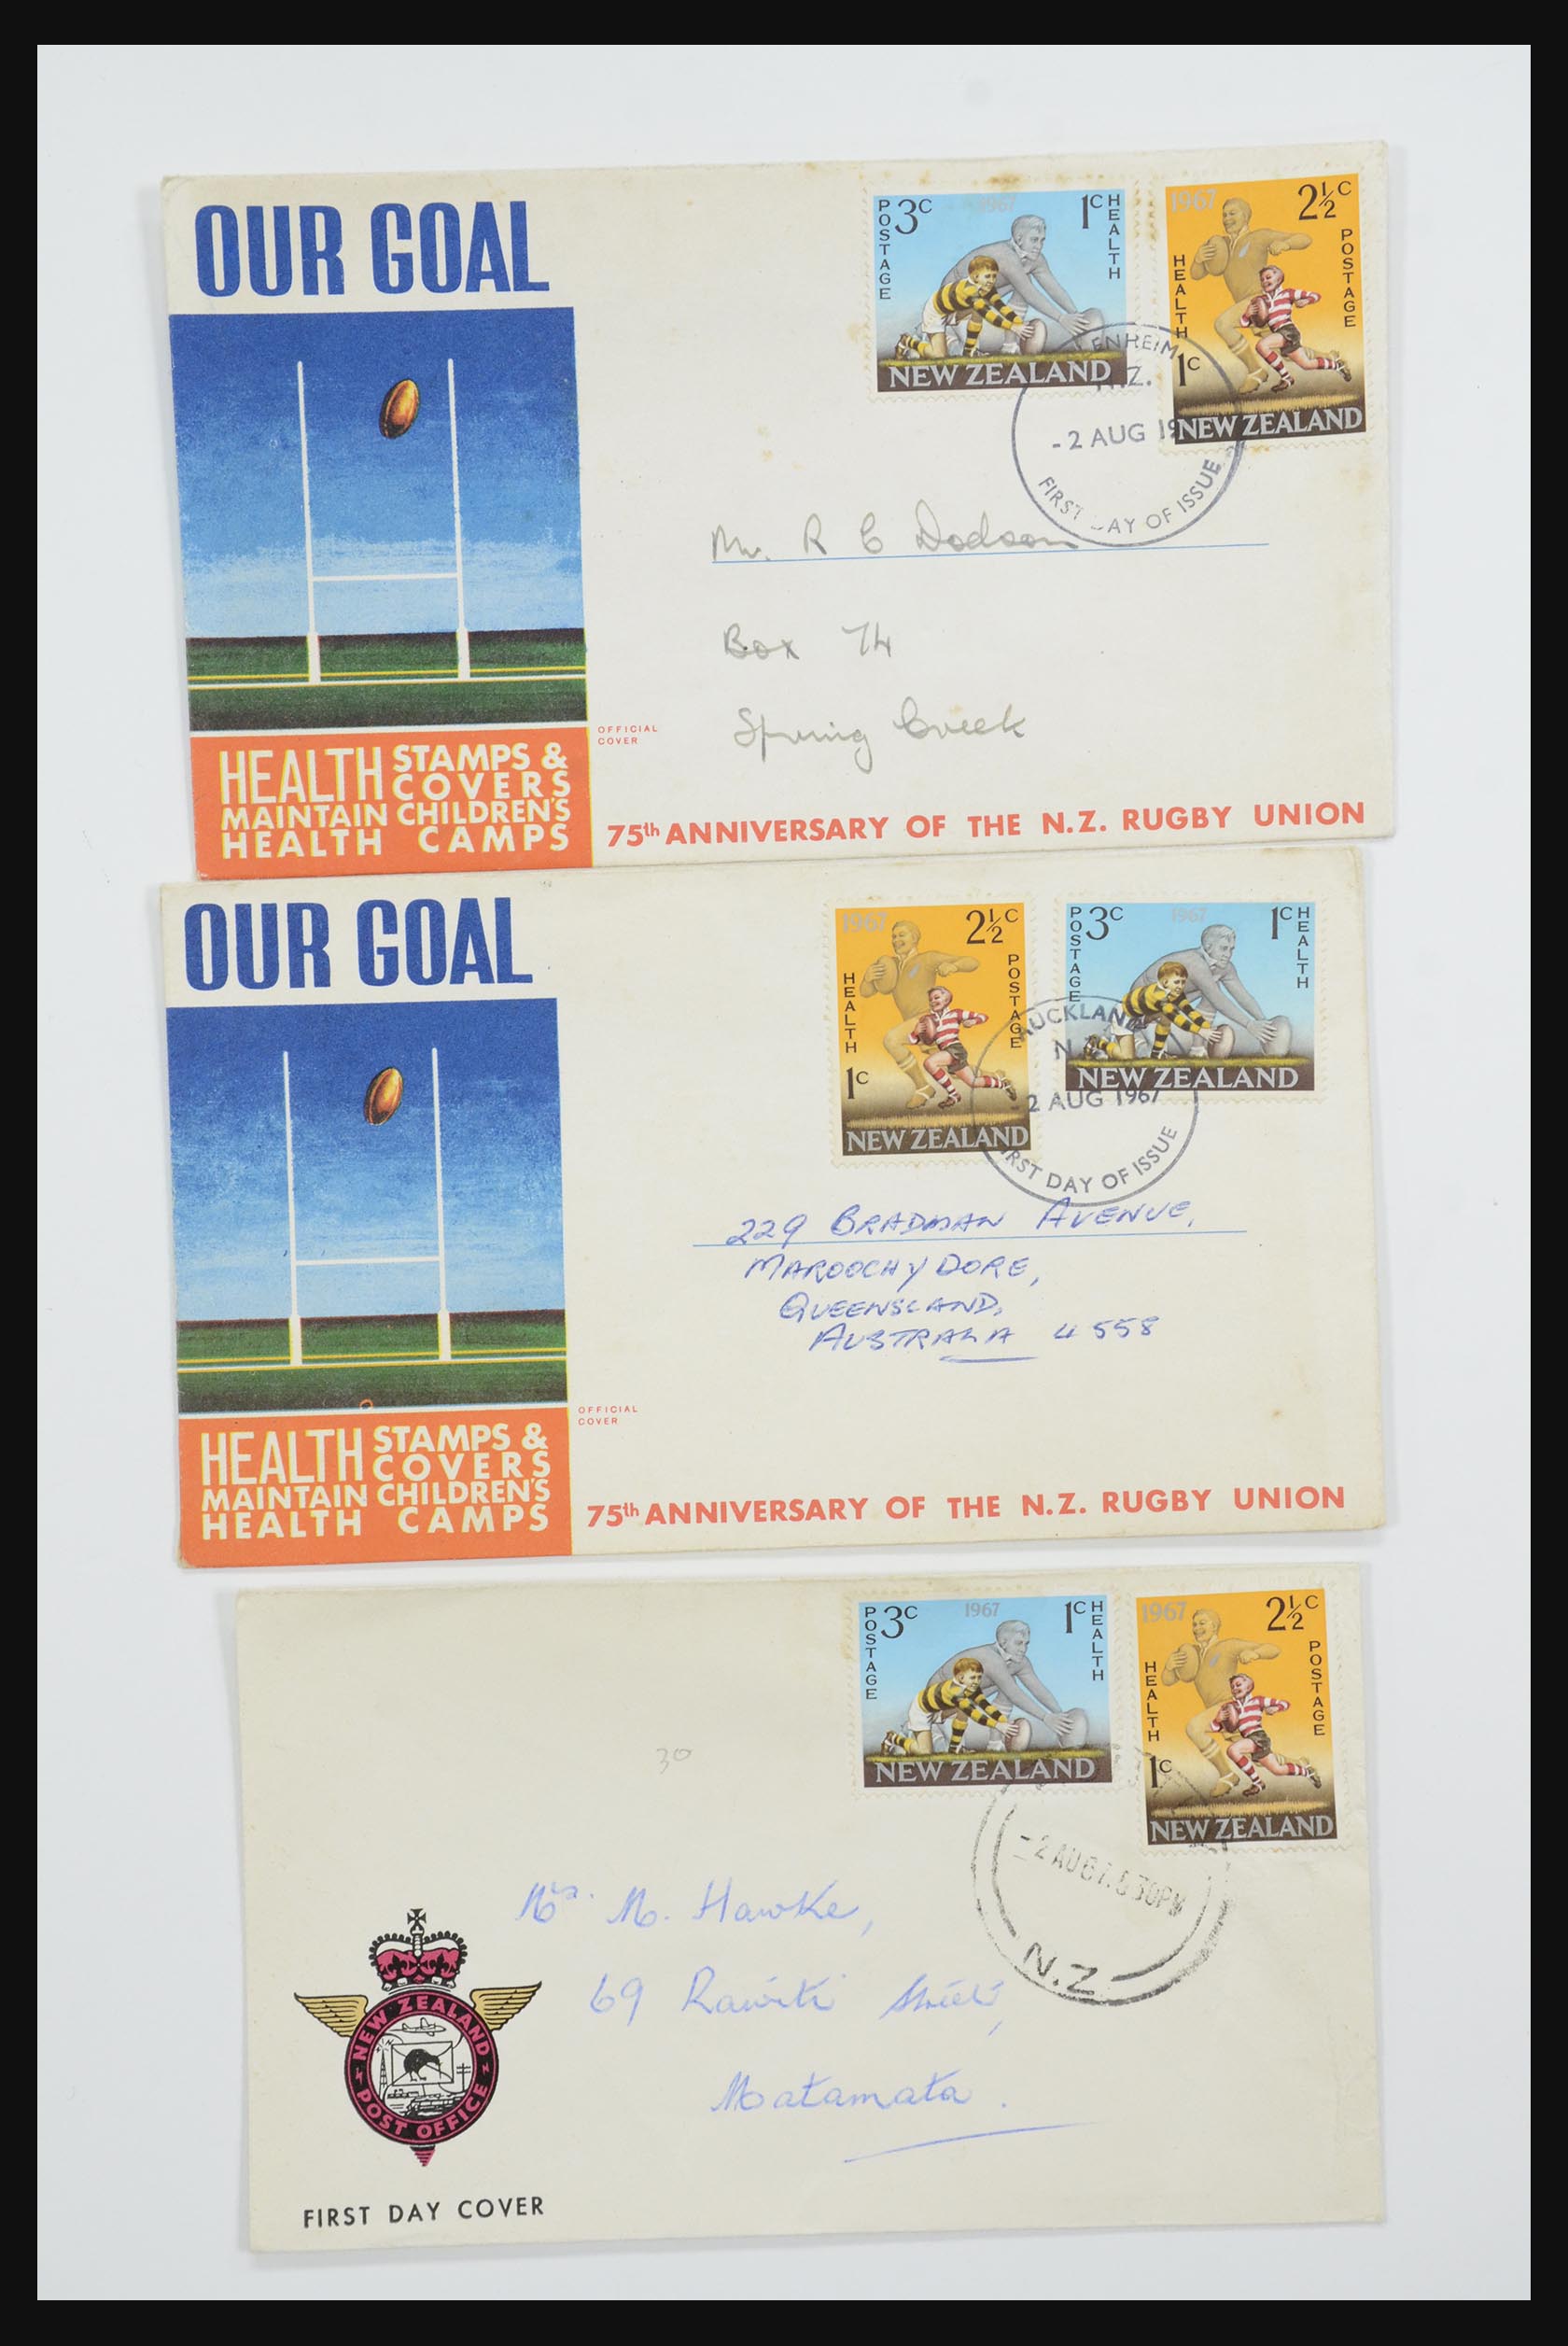 OUR GOAL
POSTAGE 3c 1967 1c HEALTH
NEW ZEALAND
1967 2½c
HEALTH POSTAGE
1c
NEW ZEALAND
ENHEIM
N.Z.
-2 AUG 19
FIRST DAY OF ISSUE
Mr. R C Dodson
Box 74
Spring Creek
OFFICIAL
COVER
HEALTH STAMPS &
COVERS
MAINTAIN CHILDREN'S
HEALTH CAMPS
75th ANNIVERSARY OF THE N.Z. RUGBY UNION
OUR GOAL
1967 2½c
HEALTH POSTAGE
1c
NEW ZEALAND
POSTAGE 3c 1967 1c HEALTH
NEW ZEALAND
AUCKLAND
N.Z.
-2 AUG 1967
FIRST DAY OF ISSUE
229 BRADMAN AVENUE,
MAROOCHYDORE,
QUEENSLAND,
AUSTRALIA 4558
OFFICIAL
COVER
HEALTH STAMPS &
COVERS
MAINTAIN CHILDREN'S
HEALTH CAMPS
75th ANNIVERSARY OF THE N.Z. RUGBY UNION
POSTAGE 3c 1967 1c HEALTH
NEW ZEALAND
1967 2½c
HEALTH POSTAGE
1c
NEW ZEALAND
30
-2 AU67.630PM
N.Z
M. Hawke,
69 Rawiti Street,
Matamata.
NEW ZEALAND
POST OFFICE
FIRST DAY COVER